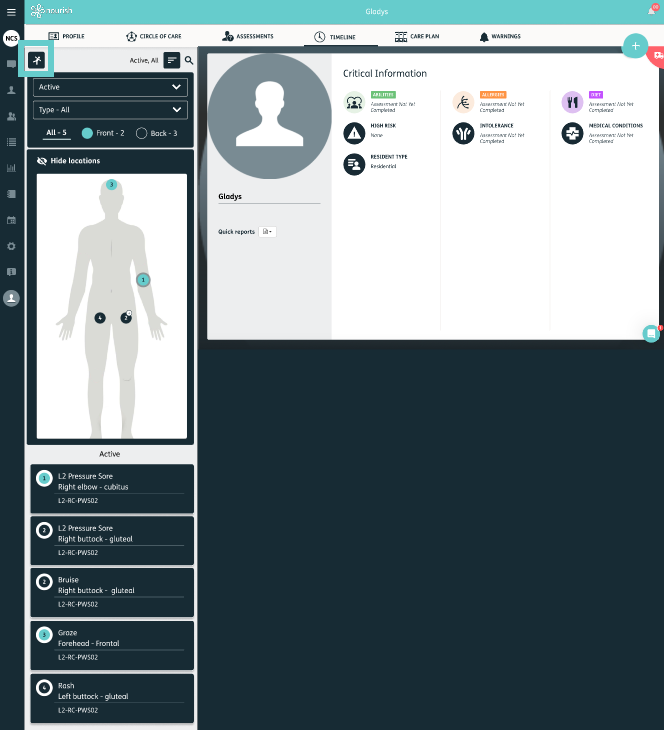 nourish
Gladys
NCS
PROFILE
CIRCLE OF CARE
ASSESSMENTS
TIMELINE
CARE PLAN
WARNINGS
Active, All
Active
Type - All
All - 5
Front - 2
Back - 3
Hide locations
3
1
4
2
Active
1
L2 Pressure Sore
Right elbow - cubitus
L2-RC-PWS02
2
L2 Pressure Sore
Right buttock - gluteal
L2-RC-PWS02
2
Bruise
Right buttock - gluteal
L2-RC-PWS02
3
Graze
Forehead - Frontal
L2-RC-PWS02
4
Rash
Left buttock - gluteal
L2-RC-PWS02
Gladys
Quick reports
Critical Information
ABILITIES
Assessment Not Yet
Completed
ALLERGIES
Assessment Not Yet
Completed
DIET
Assessment Not Yet
Completed
HIGH RISK
None
INTOLERANCE
Assessment Not Yet
Completed
MEDICAL CONDITIONS
Assessment Not Yet
Completed
RESIDENT TYPE
Residential